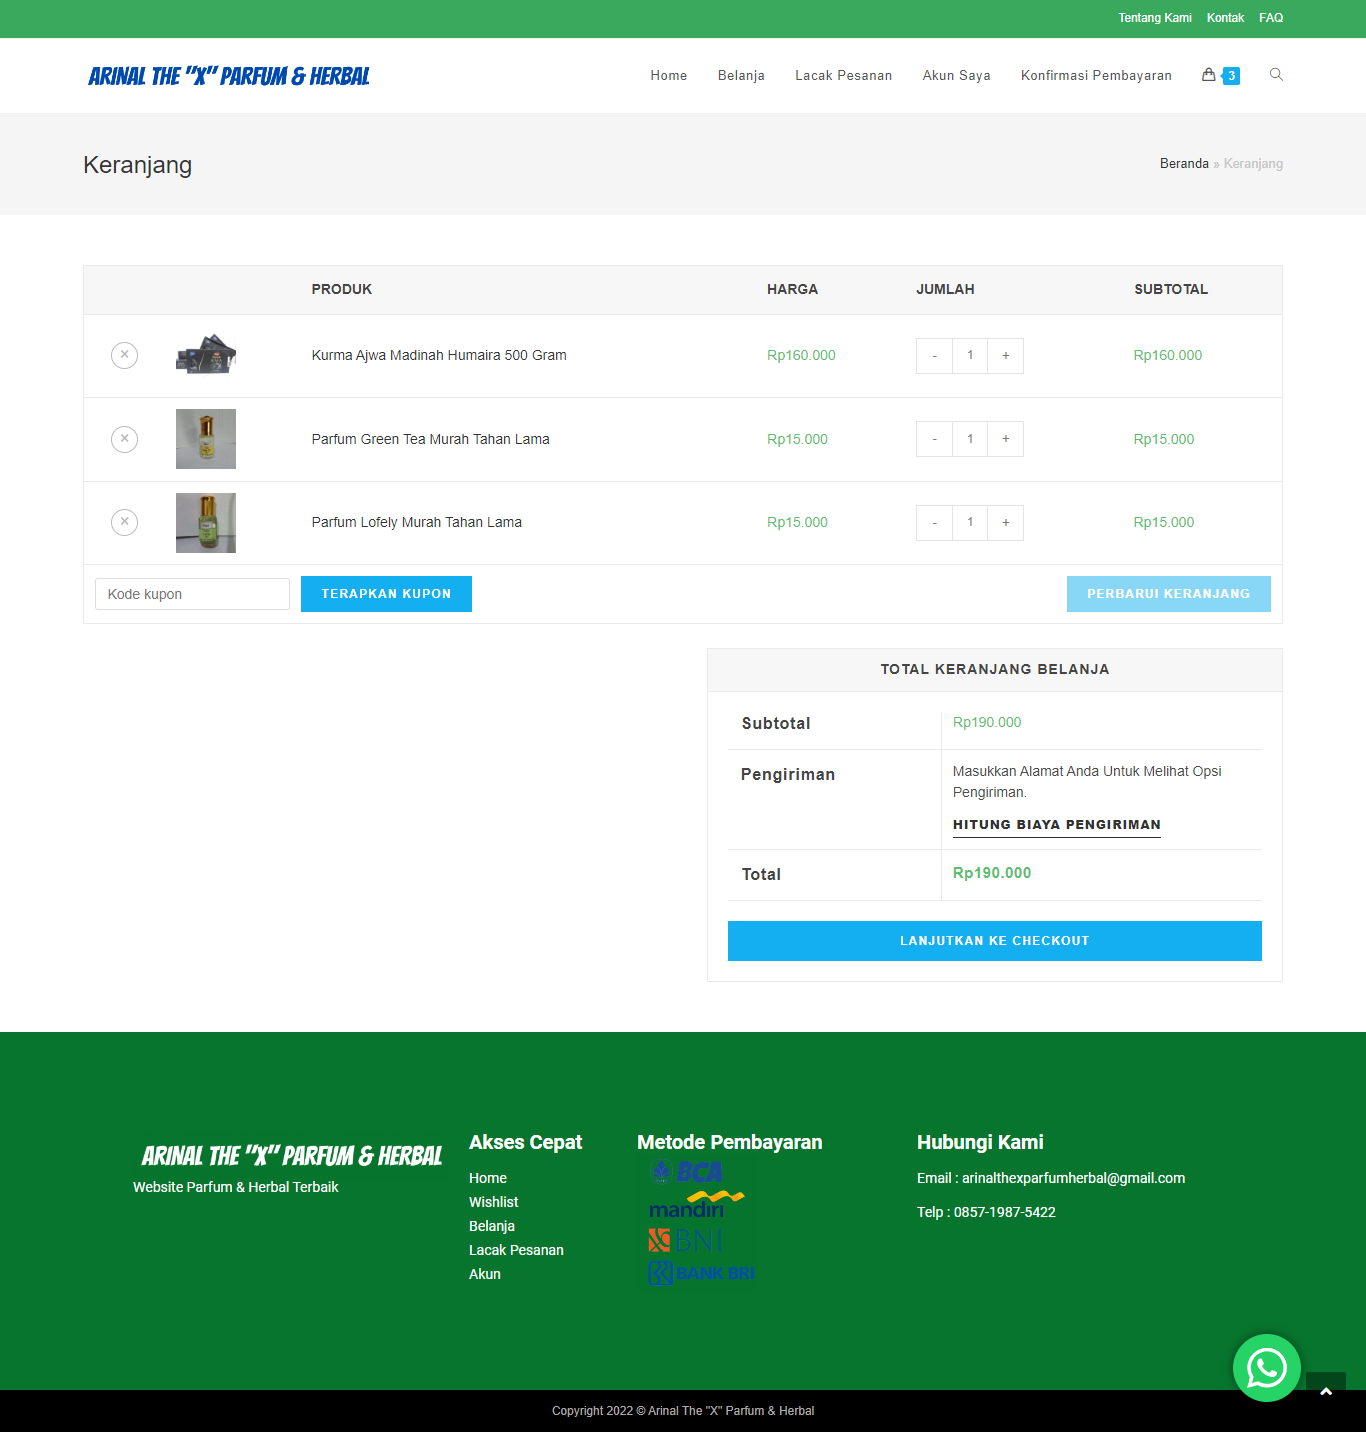 Tentang Kami Kontak FAQ
ARINAL THE "X" PARFUM & HERBAL
Home Belanja Lacak Pesanan Akun Saya Konfirmasi Pembayaran 3
Keranjang
Beranda » Keranjang
PRODUK HARGA JUMLAH SUBTOTAL
× Kurma Ajwa Madinah Humaira 500 Gram Rp160.000 - 1 + Rp160.000
× Parfum Green Tea Murah Tahan Lama Rp15.000 - 1 + Rp15.000
× Parfum Lofely Murah Tahan Lama Rp15.000 - 1 + Rp15.000
Kode kupon TERAPKAN KUPON PERBARUI KERANJANG
TOTAL KERANJANG BELANJA
Subtotal Rp190.000
Pengiriman Masukkan Alamat Anda Untuk Melihat Opsi
Pengiriman.
HITUNG BIAYA PENGIRIMAN
Total Rp190.000
LANJUTKAN KE CHECKOUT
ARINAL THE "X" PARFUM & HERBAL
Website Parfum & Herbal Terbaik
Akses Cepat
Home
Wishlist
Belanja
Lacak Pesanan
Akun
Metode Pembayaran
BCA
mandiri
BNI
BANK BRI
Hubungi Kami
Email : arinalthexparfumherbal@gmail.com
Telp : 0857-1987-5422
Copyright 2022 © Arinal The "X" Parfum & Herbal